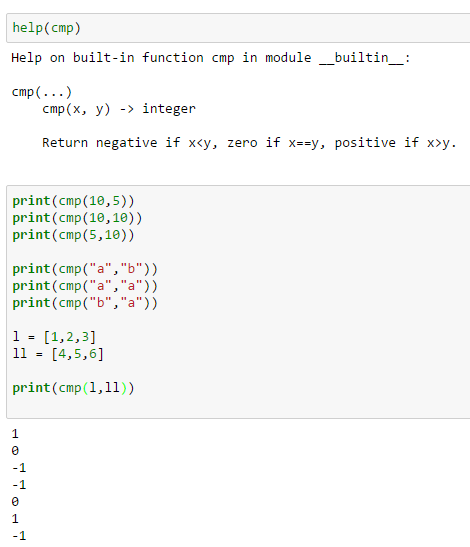 help(cmp)
Help on built-in function cmp in module __builtin__:
cmp(...)
    cmp(x, y) -> integer
    Return negative if x<y, zero if x==y, positive if x>y.
print(cmp(10,5))
print(cmp(10,10))
print(cmp(5,10))
print(cmp("a","b"))
print(cmp("a","a"))
print(cmp("b","a"))
l = [1,2,3]
ll = [4,5,6]
print(cmp(l,ll))
1
0
-1
-1
0
1
-1